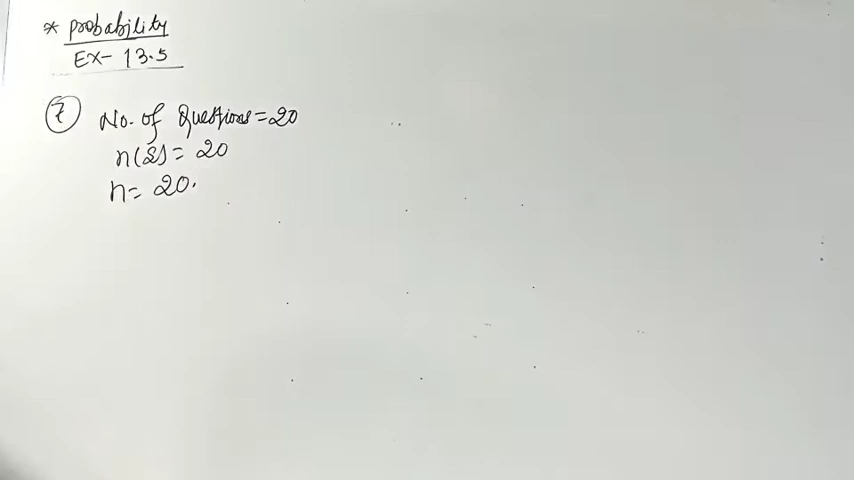 * probability
Ex- 13.5
7 No. of Questions = 20
n(S) = 20
n = 20.